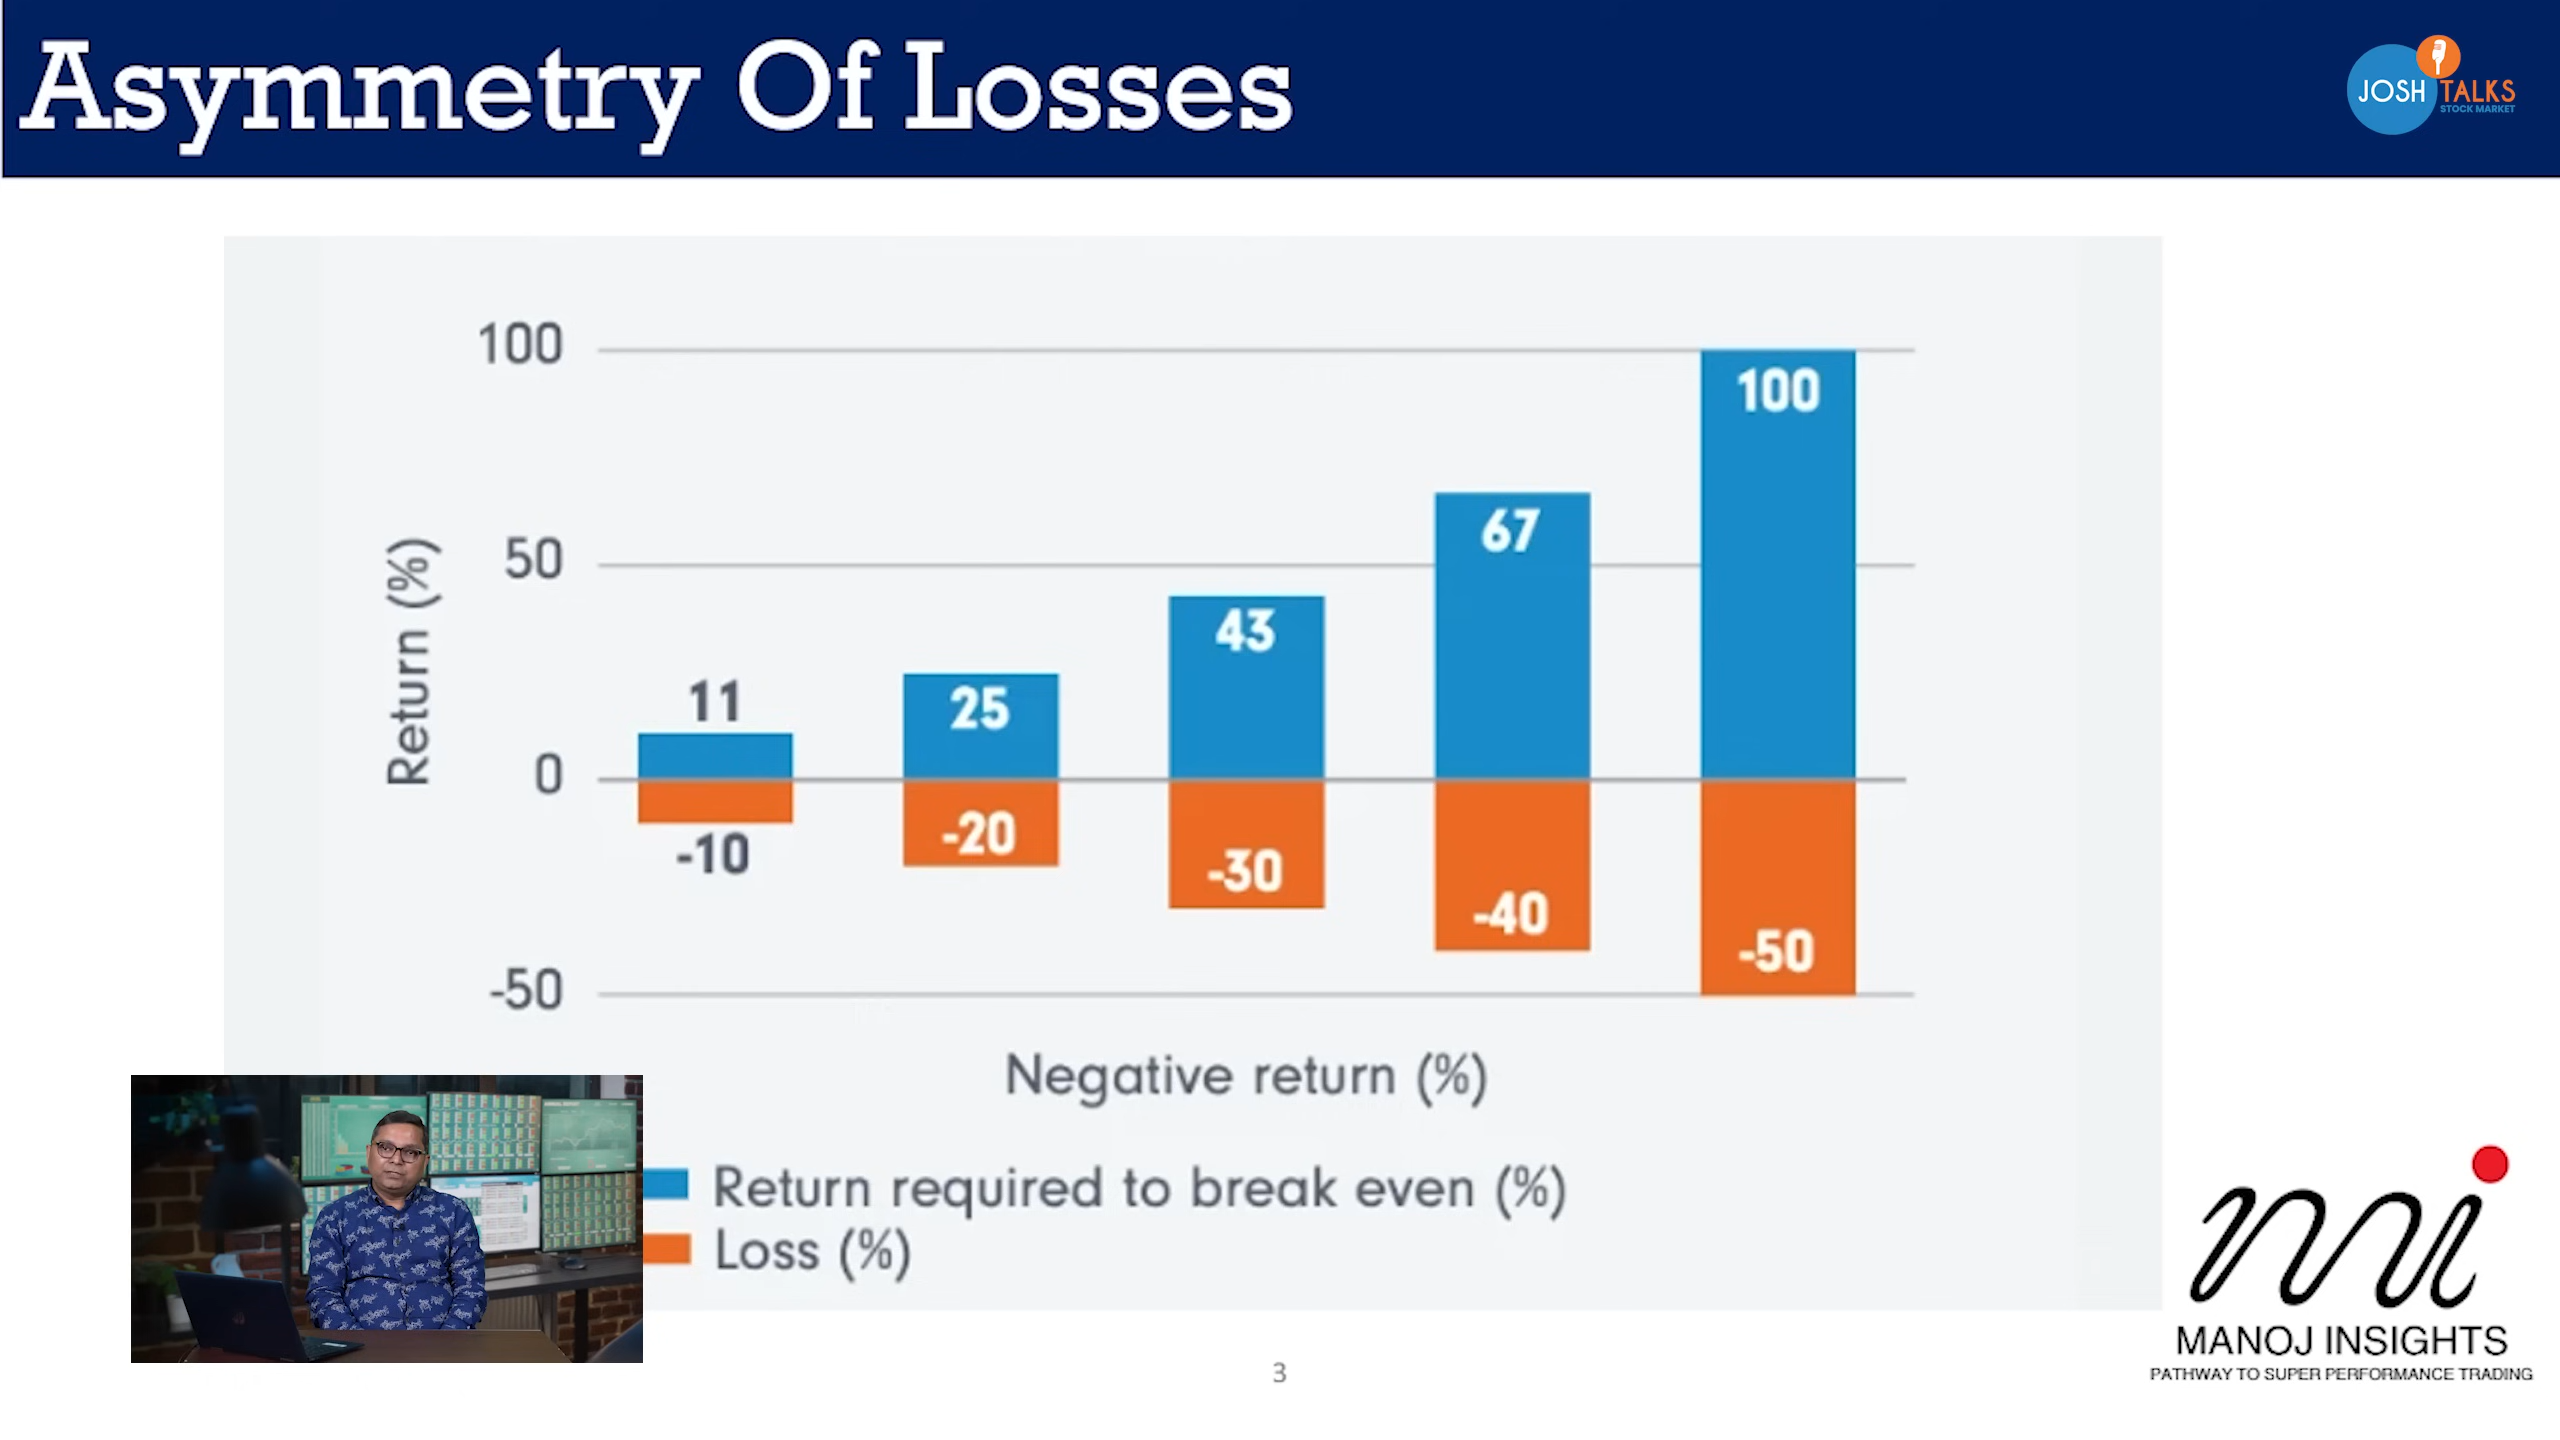 Asymmetry Of Losses
JOSH TALKS
STOCK MARKET
100
50
0
-50
Return (%)
11
-10
25
-20
43
-30
67
-40
100
-50
Negative return (%)
Return required to break even (%)
Loss (%)
3
mi
MANOJ INSIGHTS
PATHWAY TO SUPER PERFORMANCE TRADING